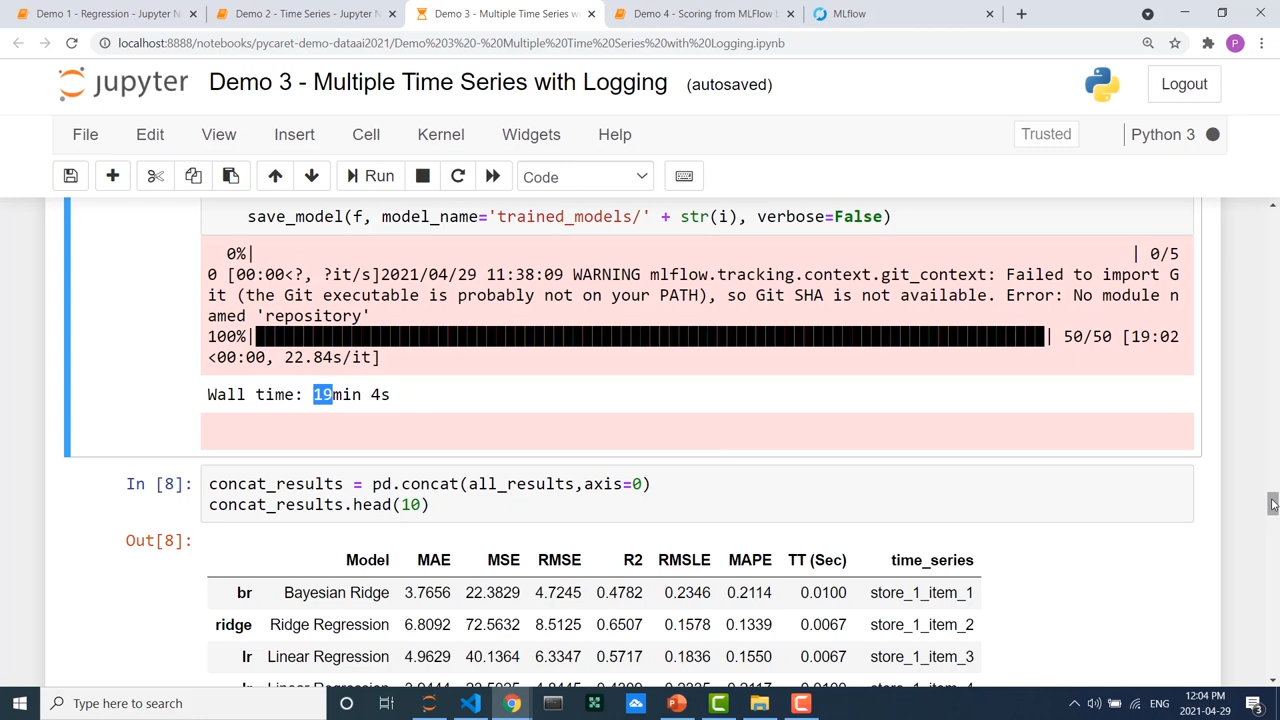 Demo 1 - Regression - Jupyter N
Demo 2 - Time Series - Jupyter N
Demo 3 - Multiple Time Series wi
Demo 4 - Scoring from MLFlow L
MLflow
localhost:8888/notebooks/pycaret-demo-dataai2021/Demo%203%20-%20Multiple%20Time%20Series%20with%20Logging.ipynb
P
jupyter Demo 3 - Multiple Time Series with Logging (autosaved)
Logout
File Edit View Insert Cell Kernel Widgets Help
Trusted
Python 3
Run
Code
save_model(f, model_name='trained_models/' + str(i), verbose=False)
0%| | 0/5
0 [00:00<?, ?it/s]2021/04/29 11:38:09 WARNING mlflow.tracking.context.git_context: Failed to import G
it (the Git executable is probably not on your PATH), so Git SHA is not available. Error: No module n
amed 'repository'
100%| | 50/50 [19:02
<00:00, 22.84s/it]
Wall time: 19min 4s
In [8]:
concat_results = pd.concat(all_results,axis=0)
concat_results.head(10)
Out[8]:
Model MAE MSE RMSE R2 RMSLE MAPE TT (Sec) time_series
br Bayesian Ridge 3.7656 22.3829 4.7245 0.4782 0.2346 0.2114 0.0100 store_1_item_1
ridge Ridge Regression 6.8092 72.5632 8.5125 0.6507 0.1578 0.1339 0.0067 store_1_item_2
lr Linear Regression 4.9629 40.1364 6.3347 0.5717 0.1836 0.1550 0.0067 store_1_item_3
Type here to search
ENG
12:04 PM
2021-04-29
3